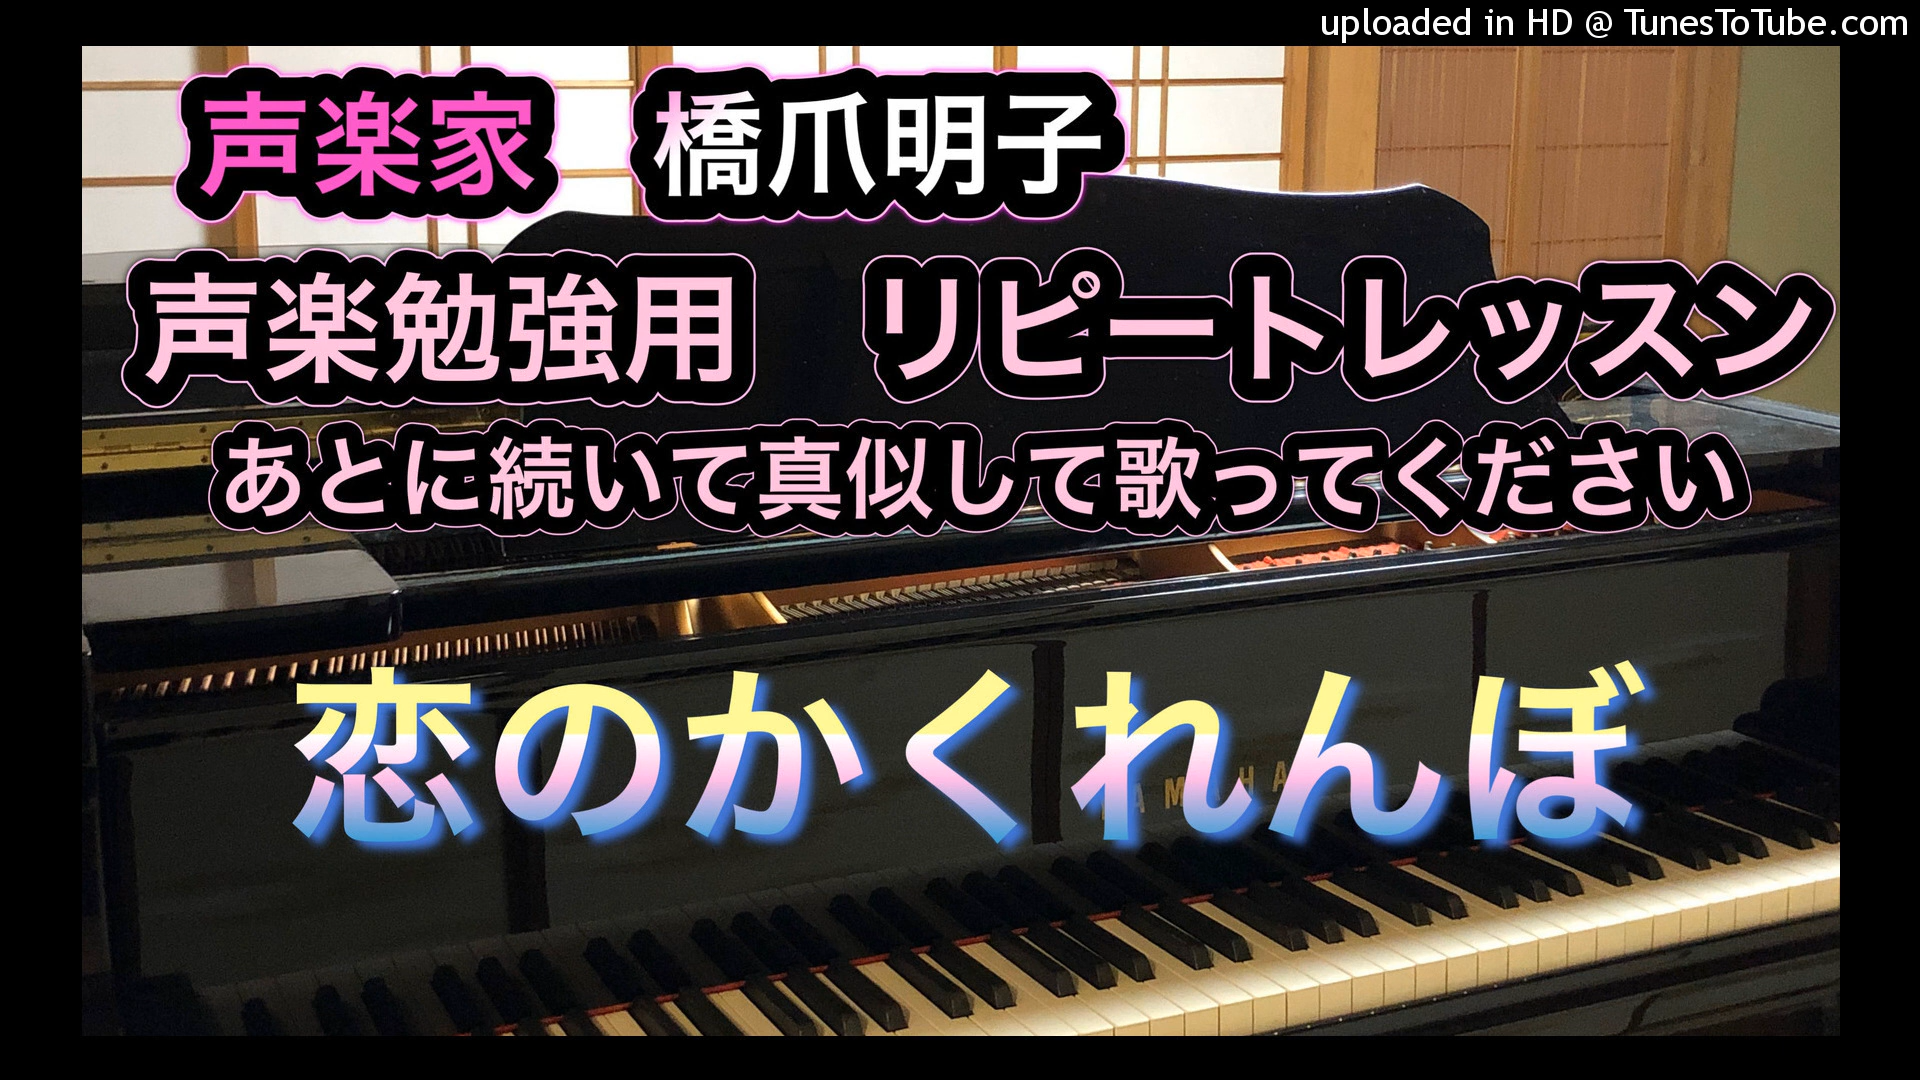 uploaded in HD @ TunesToTube.com
声楽家　橋爪明子
声楽勉強用　リピートレッスン
あとに続いて真似して歌ってください
恋のかくれんぼ